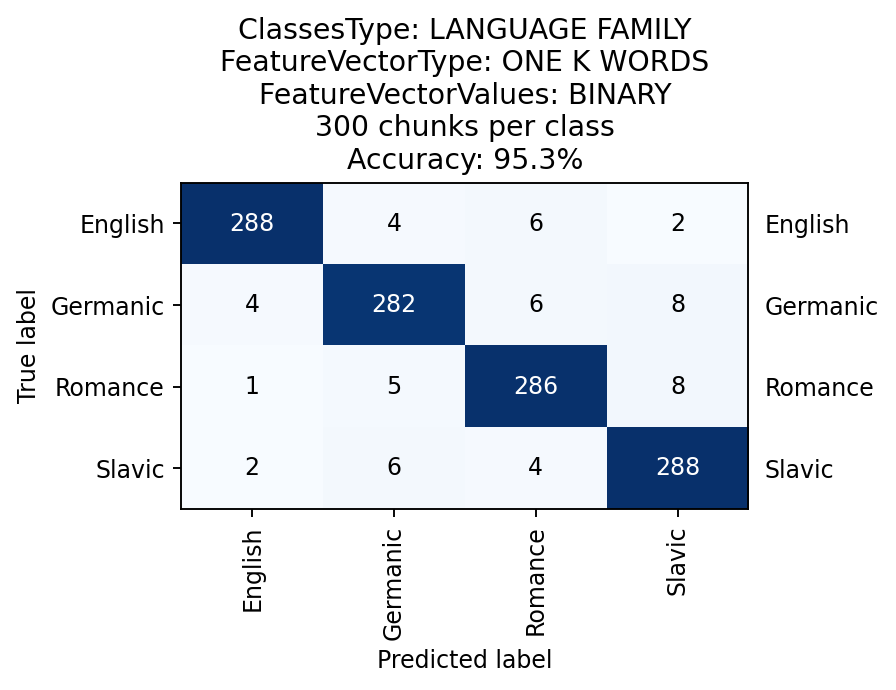 ClassesType: LANGUAGE FAMILY
FeatureVectorType: ONE K WORDS
FeatureVectorValues: BINARY
300 chunks per class
Accuracy: 95.3%
English 288 4 6 2 English
Germanic 4 282 6 8 Germanic
Romance 1 5 286 8 Romance
Slavic 2 6 4 288 Slavic
True label
English Germanic Romance Slavic
Predicted label